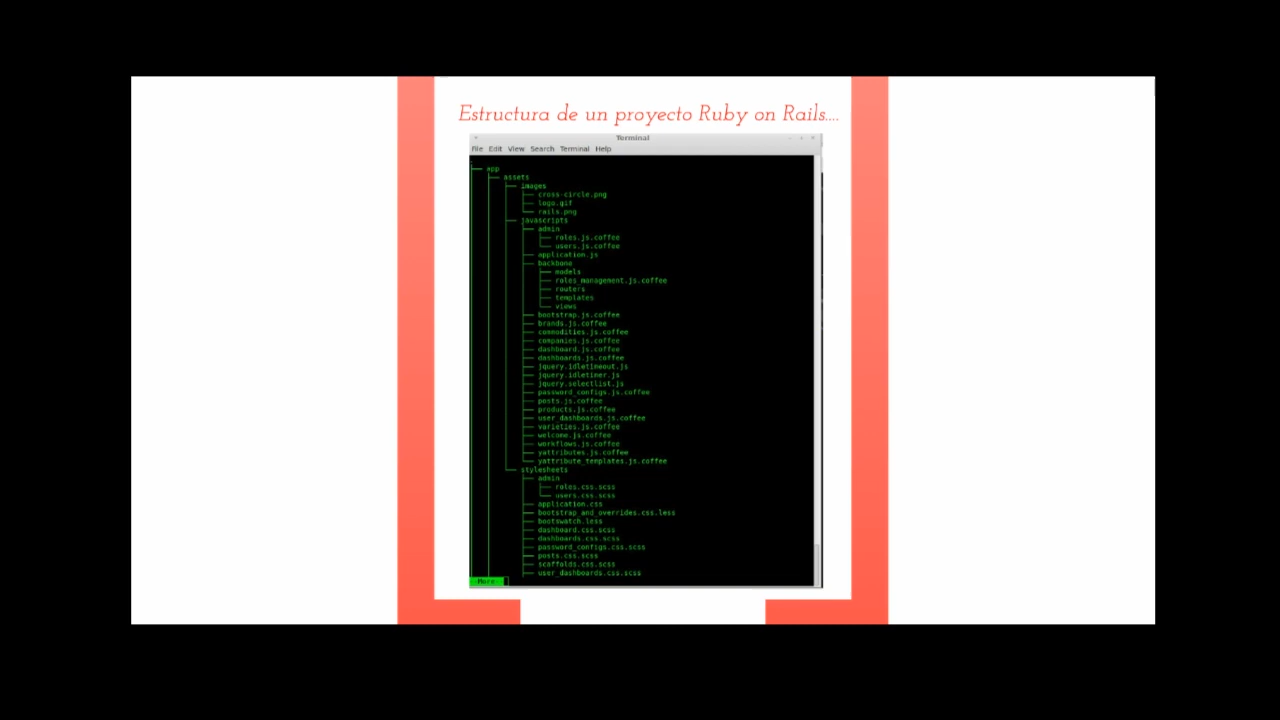 Estructura de un proyecto Ruby on Rails....
Terminal
File Edit View Search Terminal Help
app
assets
images
cross-circle.png
logo.gif
rails.png
javascripts
admin
roles.js.coffee
users.js.coffee
application.js
backbone
models
roles_management.js.coffee
routers
templates
views
bootstrap.js.coffee
brands.js.coffee
commodities.js.coffee
companies.js.coffee
dashboard.js.coffee
dashboards.js.coffee
jquery.idletimeout.js
jquery.idletimer.js
jquery.selectlist.js
password_configs.js.coffee
posts.js.coffee
products.js.coffee
user_dashboards.js.coffee
varieties.js.coffee
welcome.js.coffee
workflows.js.coffee
yattributes.js.coffee
yattribute_templates.js.coffee
stylesheets
admin
roles.css.scss
users.css.scss
application.css
bootstrap_and_overrides.css.less
bootswatch.less
dashboard.css.scss
dashboards.css.scss
password_configs.css.scss
posts.css.scss
scaffolds.css.scss
user_dashboards.css.scss
--More--